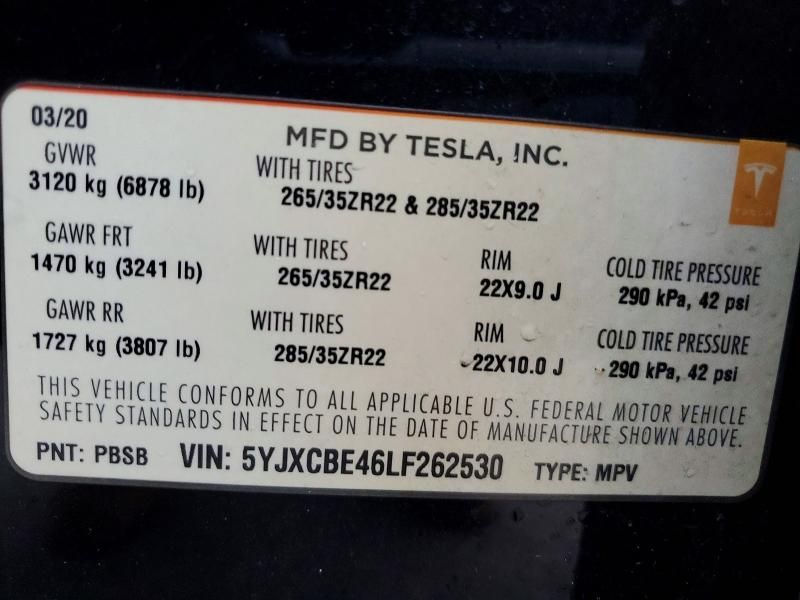 03/20
MFD BY TESLA, INC.
GVWR
3120 kg (6878 lb)
WITH TIRES
265/35ZR22 & 285/35ZR22
GAWR FRT
1470 kg (3241 lb)
WITH TIRES
265/35ZR22
RIM
22X9.0 J
COLD TIRE PRESSURE
290 kPa, 42 psi
GAWR RR
1727 kg (3807 lb)
WITH TIRES
285/35ZR22
RIM
22X10.0 J
COLD TIRE PRESSURE
290 kPa, 42 psi
THIS VEHICLE CONFORMS TO ALL APPLICABLE U.S. FEDERAL MOTOR VEHICLE
SAFETY STANDARDS IN EFFECT ON THE DATE OF MANUFACTURE SHOWN ABOVE.
PNT: PBSB VIN: 5YJXCBE46LF262530 TYPE: MPV
TESLA